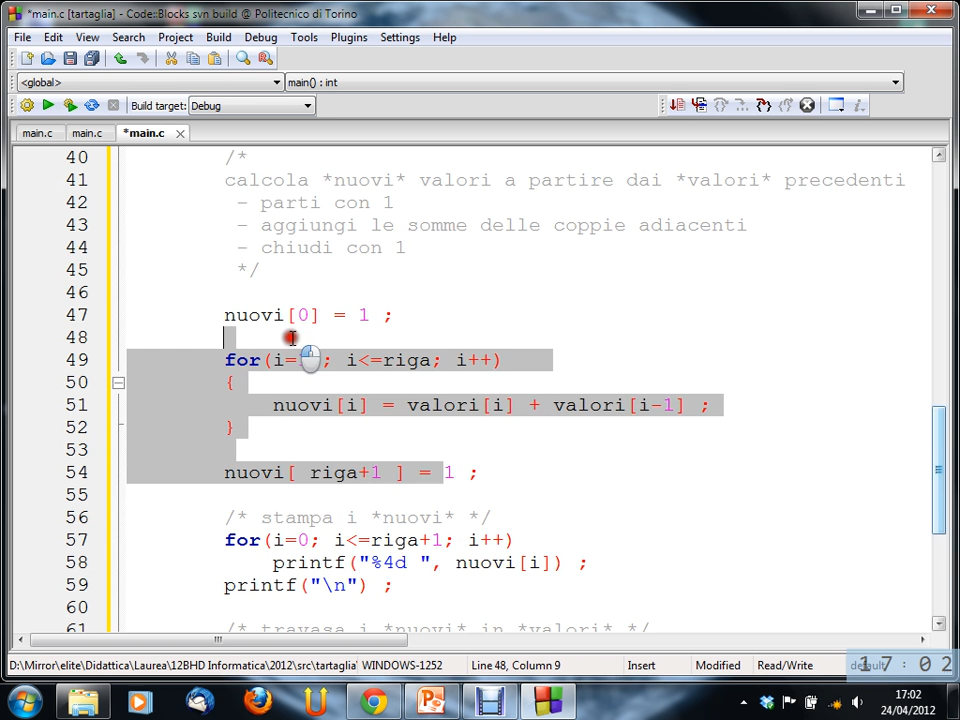 *main.c [tartaglia] - Code::Blocks svn build @ Politecnico di Torino
File Edit View Search Project Build Debug Tools Plugins Settings Help
<global> main() : int
Build target: Debug
main.c main.c *main.c
40 /*
41 calcola *nuovi* valori a partire dai *valori* precedenti
42 - parti con 1
43 - aggiungi le somme delle coppie adiacenti
44 - chiudi con 1
45 */
46
47 nuovi[0] = 1 ;
48
49 for(i= ; i<=riga; i++)
50 {
51 nuovi[i] = valori[i] + valori[i-1] ;
52 }
53
54 nuovi[ riga+1 ] = 1 ;
55
56 /* stampa i *nuovi* */
57 for(i=0; i<=riga+1; i++)
58 printf("%4d ", nuovi[i]) ;
59 printf("\n") ;
60
61 /* travasa i *nuovi* in *valori* */
D:\Mirror\elite\Didattica\Laurea\12BHD Informatica\2012\src\tartagli WINDOWS-1252 Line 48, Column 9 Insert Modified Read/Write default
17:02
17:02
24/04/2012